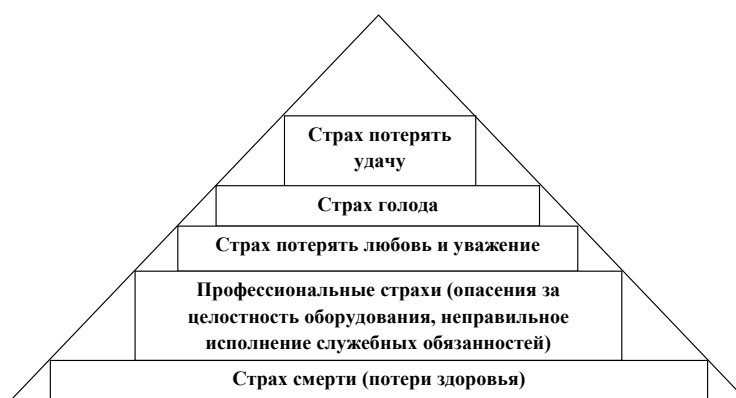 Страх потерять
удачу
Страх голода
Страх потерять любовь и уважение
Профессиональные страхи (опасения за
целостность оборудования, неправильное
исполнение служебных обязанностей)
Страх смерти (потери здоровья)